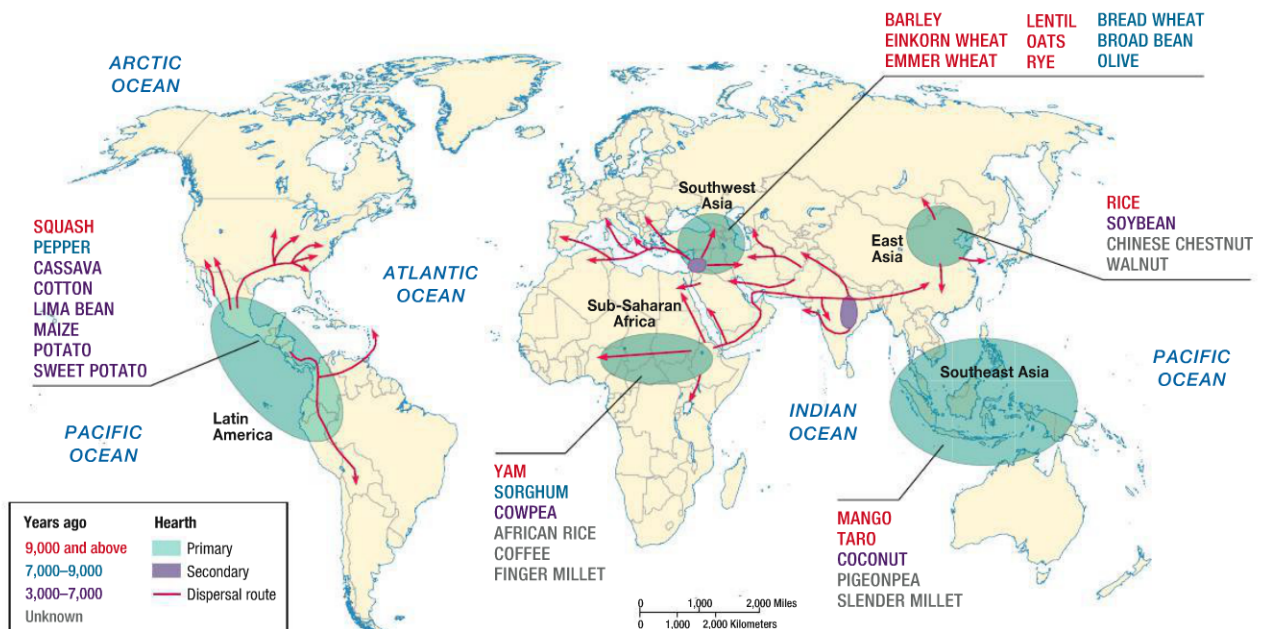 BARLEY
EINKORN WHEAT
EMMER WHEAT
LENTIL
OATS
RYE
BREAD WHEAT
BROAD BEAN
OLIVE
ARCTIC
OCEAN
Southwest
Asia
RICE
SOYBEAN
CHINESE CHESTNUT
WALNUT
East
Asia
SQUASH
PEPPER
CASSAVA
COTTON
LIMA BEAN
MAIZE
POTATO
SWEET POTATO
ATLANTIC
OCEAN
Sub-Saharan
Africa
Southeast Asia
PACIFIC
OCEAN
Latin
America
PACIFIC
OCEAN
INDIAN
OCEAN
YAM
SORGHUM
COWPEA
AFRICAN RICE
COFFEE
FINGER MILLET
MANGO
TARO
COCONUT
PIGEONPEA
SLENDER MILLET
Years ago
9,000 and above
7,000–9,000
3,000–7,000
Unknown
Hearth
Primary
Secondary
Dispersal route
0 1,000 2,000 Miles
0 1,000 2,000 Kilometers